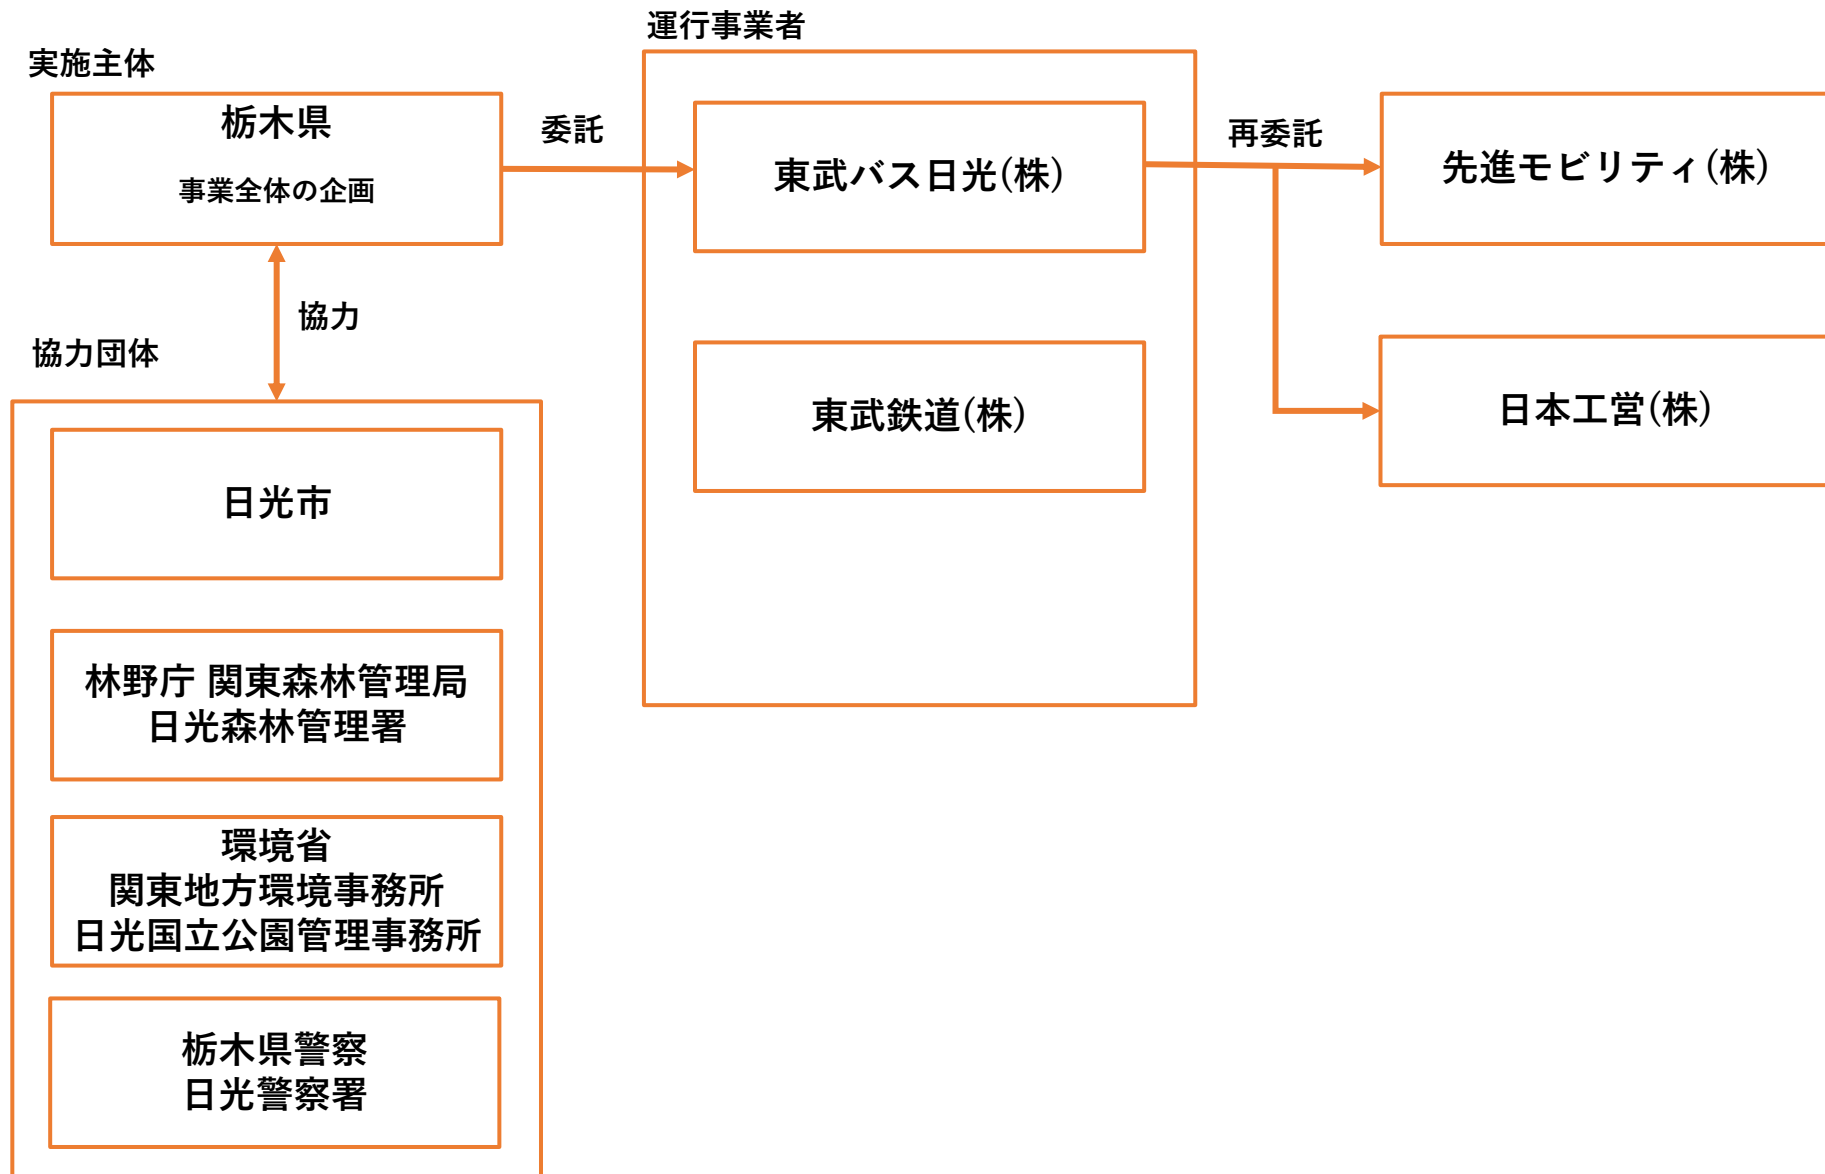 実施主体
栃木県
事業全体の企画
委託
運行事業者
東武バス日光(株)
東武鉄道(株)
再委託
先進モビリティ(株)
日本工営(株)
協力
協力団体
日光市
林野庁 関東森林管理局
日光森林管理署
環境省
関東地方環境事務所
日光国立公園管理事務所
栃木県警察
日光警察署